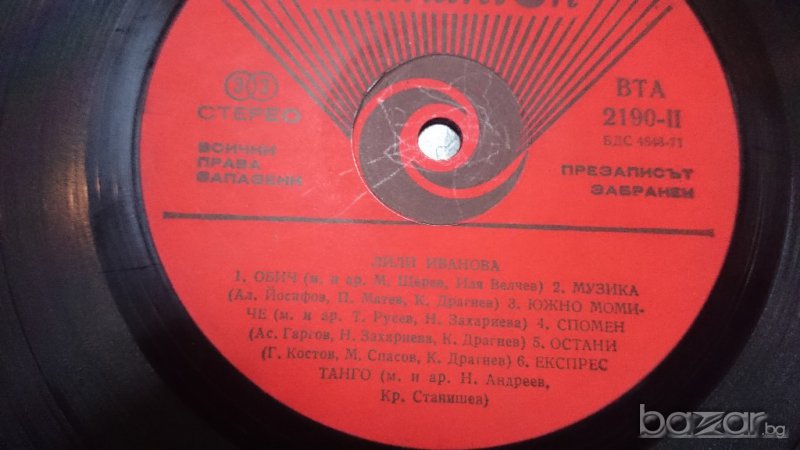 33
СТЕРЕО
ВСИЧКИ
ПРАВА
ЗАПАЗЕНИ
ВТА
2190-II
БДС 4848-71
ПРЕЗАПИСЪТ
ЗАБРАНЕН
ЛИЛИ ИВАНОВА
1. ОБИЧ (м. и ар. М. Щерев, Иля Велчев) 2. МУЗИКА
(Ал. Йосифов, П. Матев, К. Драгнев) 3. ЮЖНО МОМИ-
ЧЕ (м. и ар. Т. Русев, Н. Захариева) 4. СПОМЕН
(Ас. Гаргов, Н. Захариева, К. Драгнев) 5. ОСТАНИ
(Г. Костов, М. Спасов, К. Драгнев) 6. ЕКСПРЕС
ТАНГО (м. и ар. Н. Андреев,
Кр. Станишев)
bazar.bg